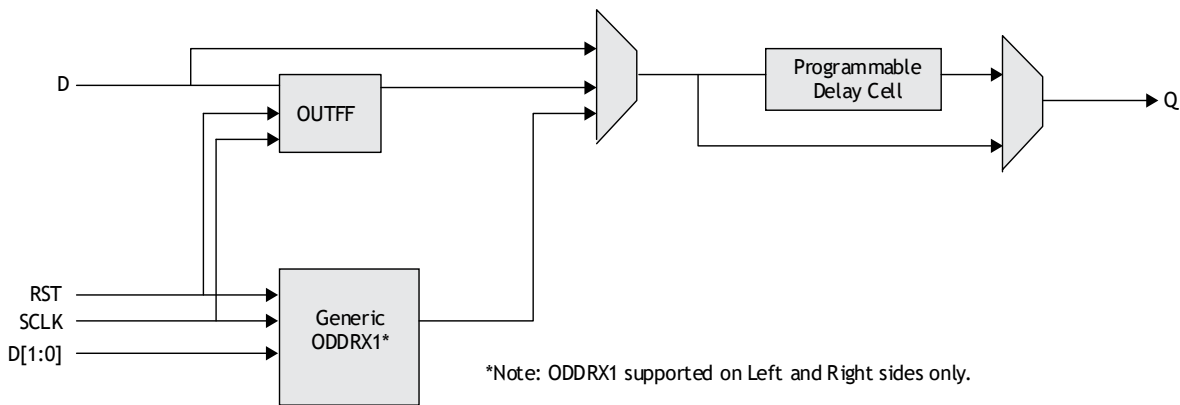 D
OUTFF
Programmable
Delay Cell
Q
RST
SCLK
D[1:0]
Generic
ODDRX1*
*Note: ODDRX1 supported on Left and Right sides only.